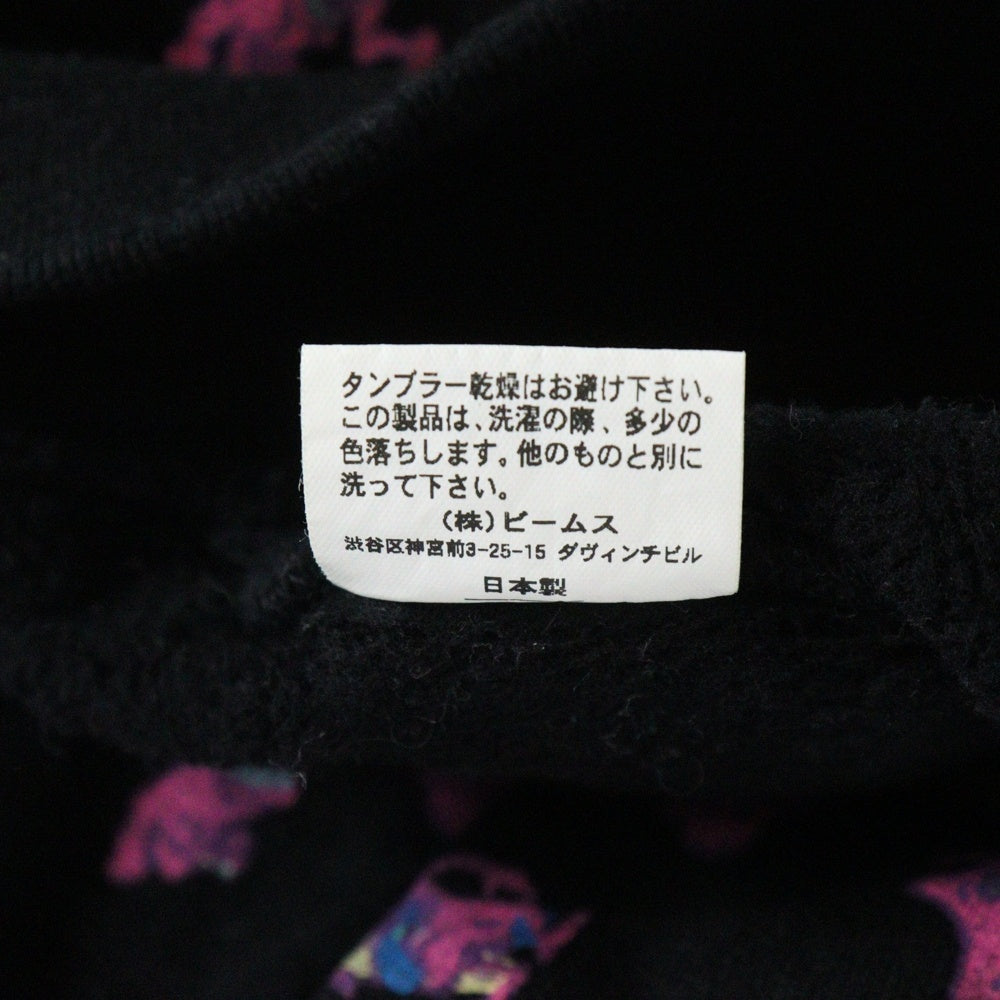 タンブラー乾燥はお避け下さい。
この製品は、洗濯の際、多少の
色落ちします。他のものと別に
洗って下さい。
(株)ビームス
渋谷区神宮前3-25-15 ダヴィンチビル
日本製